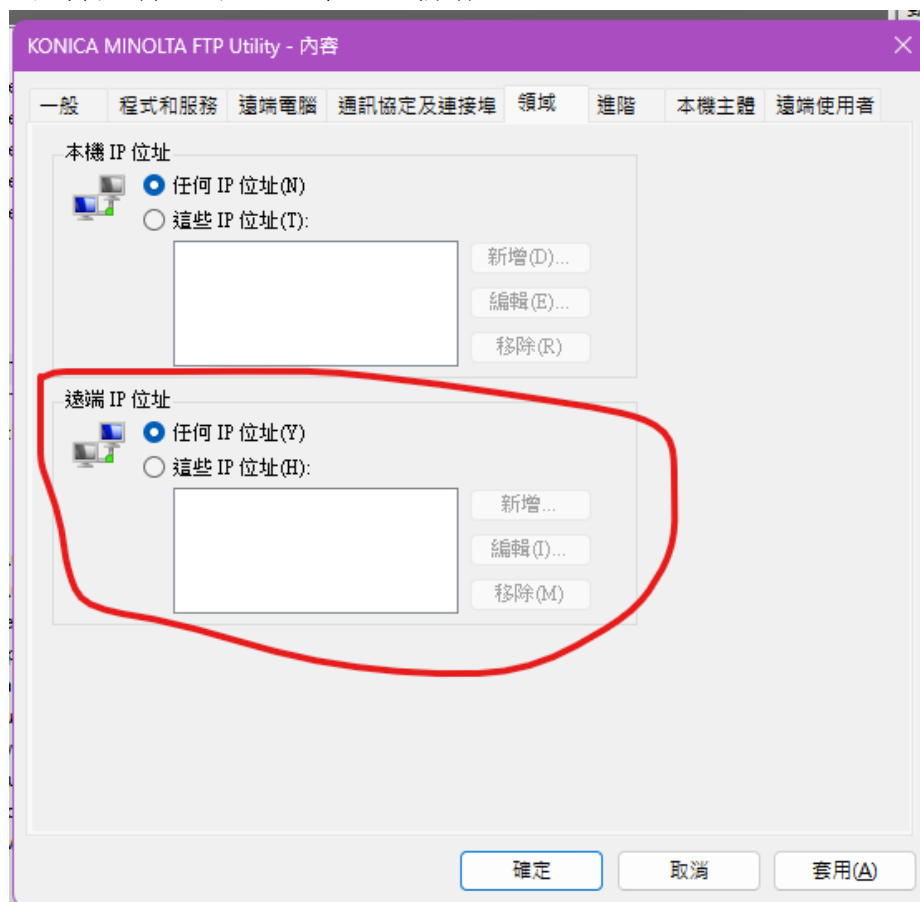 KONICA MINOLTA FTP Utility - 內容
一般 程式和服務 遠端電腦 通訊協定及連接埠 領域 進階 本機主體 遠端使用者
本機 IP 位址
任何 IP 位址(N)
這些 IP 位址(T):
新增(D)...
編輯(E)...
移除(R)
遠端 IP 位址
任何 IP 位址(Y)
這些 IP 位址(H):
新增...
編輯(I)...
移除(M)
確定 取消 套用(A)